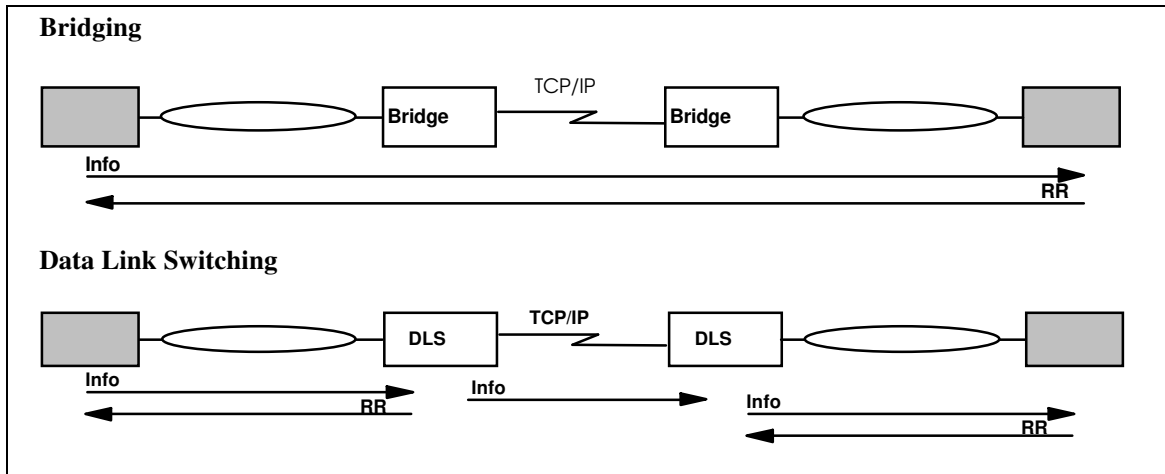 Bridging
TCP/IP
Bridge
Bridge
Info
RR
Data Link Switching
TCP/IP
DLS
DLS
Info
RR
Info
Info
RR